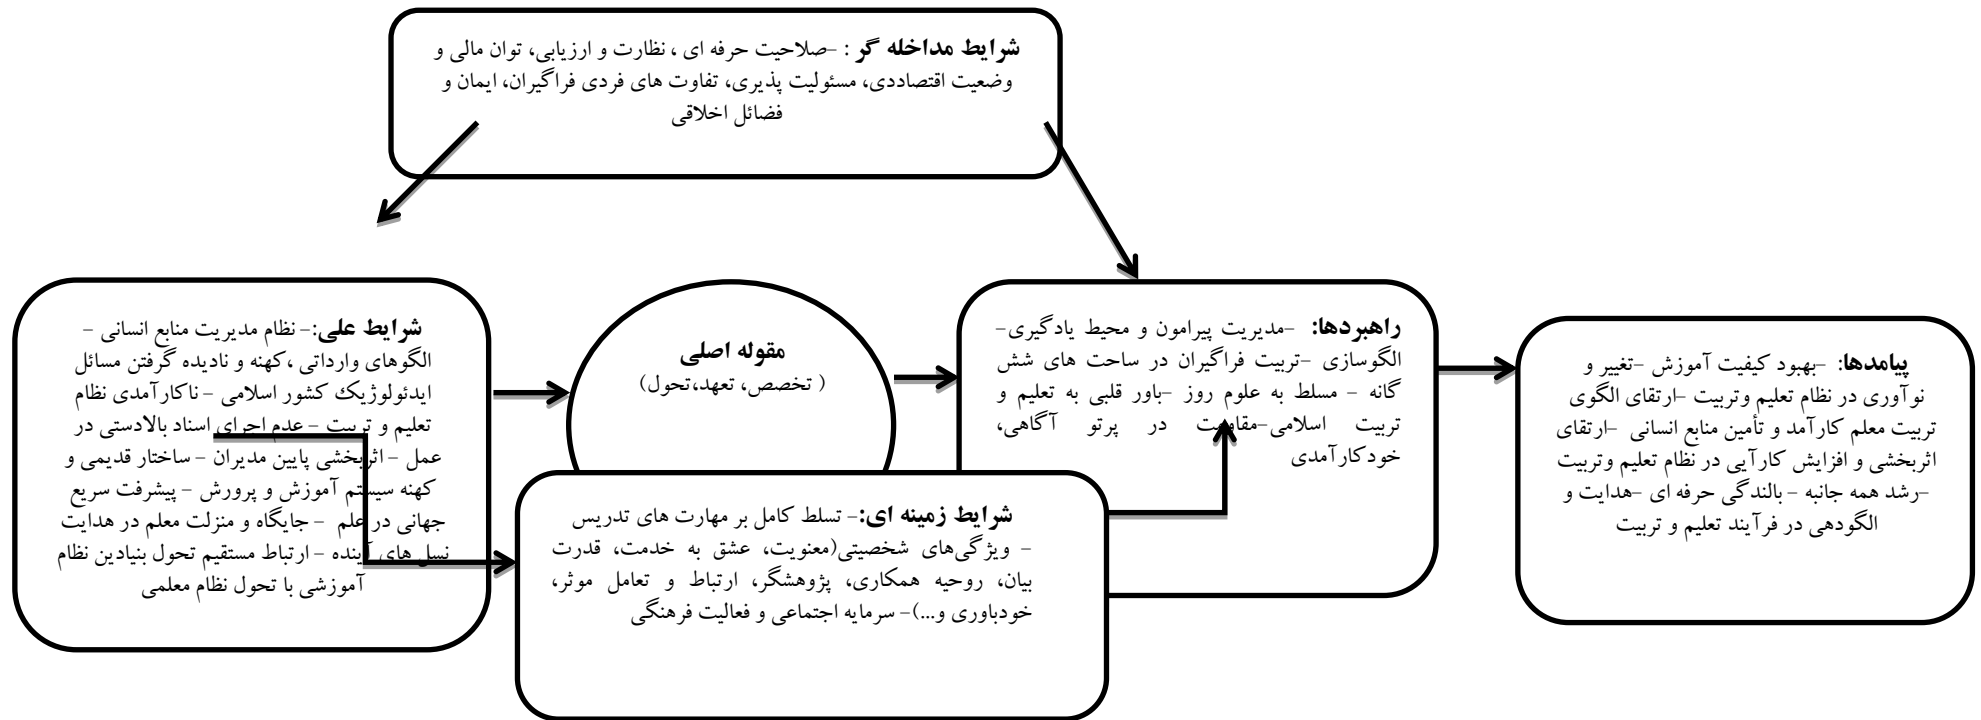 شرایط مداخله گر : -صلاحیت حرفه ای ، نظارت و ارزیابی، توان مالی و
وضعیت اقتصاددی، مسئولیت پذیری، تفاوت های فردی فراگیران، ایمان و
فضائل اخلاقی
شرایط علی:- نظام مدیریت منابع انسانی -
الگوهای وارداتی ،کهنه و نادیده گرفتن مسائل
ایدئولوژیک کشور اسلامی - ناکارآمدی نظام
تعلیم و تربیت - عدم اجرای اسناد بالادستی در
عمل - اثربخشی پایین مدیران - ساختار قدیمی و
کهنه سیستم آموزش و پرورش - پیشرفت سریع
جهانی در علم - جایگاه و منزلت معلم در هدایت
نسل های آینده - ارتباط مستقیم تحول بنیادین نظام
آموزشی با تحول نظام معلمی
مقوله اصلی
( تخصص، تعهد،تحول)
راهبردها: -مدیریت پیرامون و محیط یادگیری-
الگوسازی -تربیت فراگیران در ساحت های شش
گانه - مسلط به علوم روز -باور قلبی به تعلیم و
تربیت اسلامی-مقاومت در پرتو آگاهی،
خودکارآمدی
شرایط زمینه ای:- تسلط کامل بر مهارت های تدریس
- ویژگی‌های شخصیتی(معنویت، عشق به خدمت، قدرت
بیان، روحیه همکاری، پژوهشگر، ارتباط و تعامل موثر،
خودباوری و...)- سرمایه اجتماعی و فعالیت فرهنگی
پیامدها: -بهبود کیفیت آموزش -تغییر و
نوآوری در نظام تعلیم وتربیت -ارتقای الگوی
تربیت معلم کارآمد و تأمین منابع انسانی -ارتقای
اثربخشی و افزایش کارآیی در نظام تعلیم وتربیت
-رشد همه جانبه - بالندگی حرفه ای -هدایت و
الگودهی در فرآیند تعلیم و تربیت